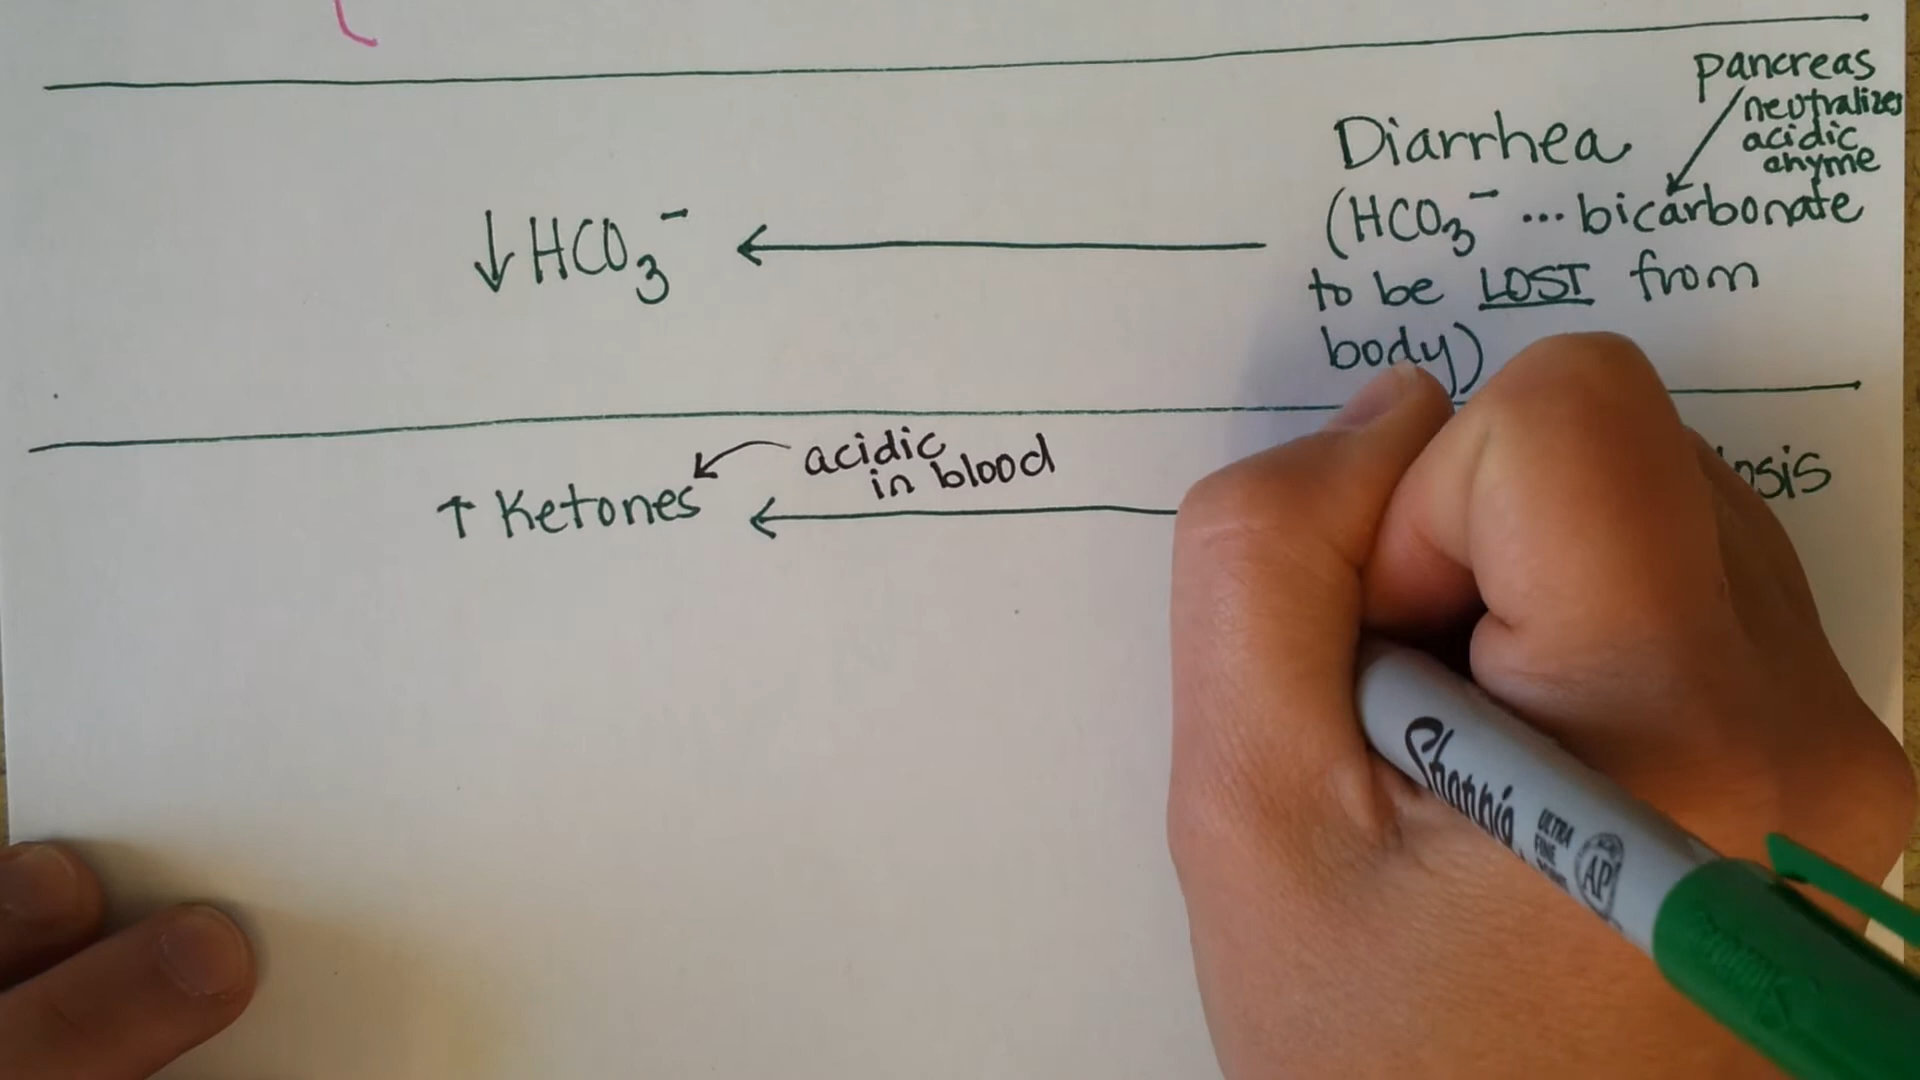 pancreas
neutralizes
acidic
chyme
Diarrhea
↓ HCO3⁻ ←
(HCO3⁻ ... bicarbonate
to be LOST from
body)
acidic
in blood
↑ Ketones ←
Sharpie
ULTRA
FINE
AP